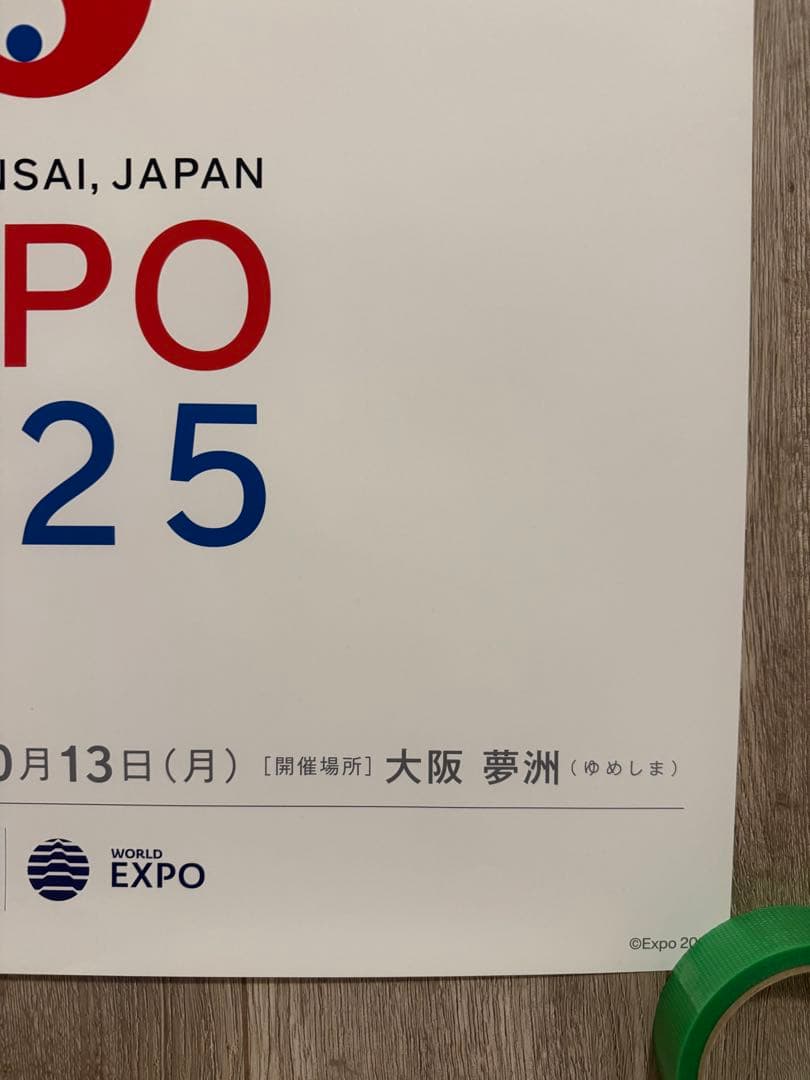 NSAI, JAPAN
PO
25
0月13日(月) [開催場所] 大阪 夢洲(ゆめしま)
WORLD
EXPO
©Expo 20